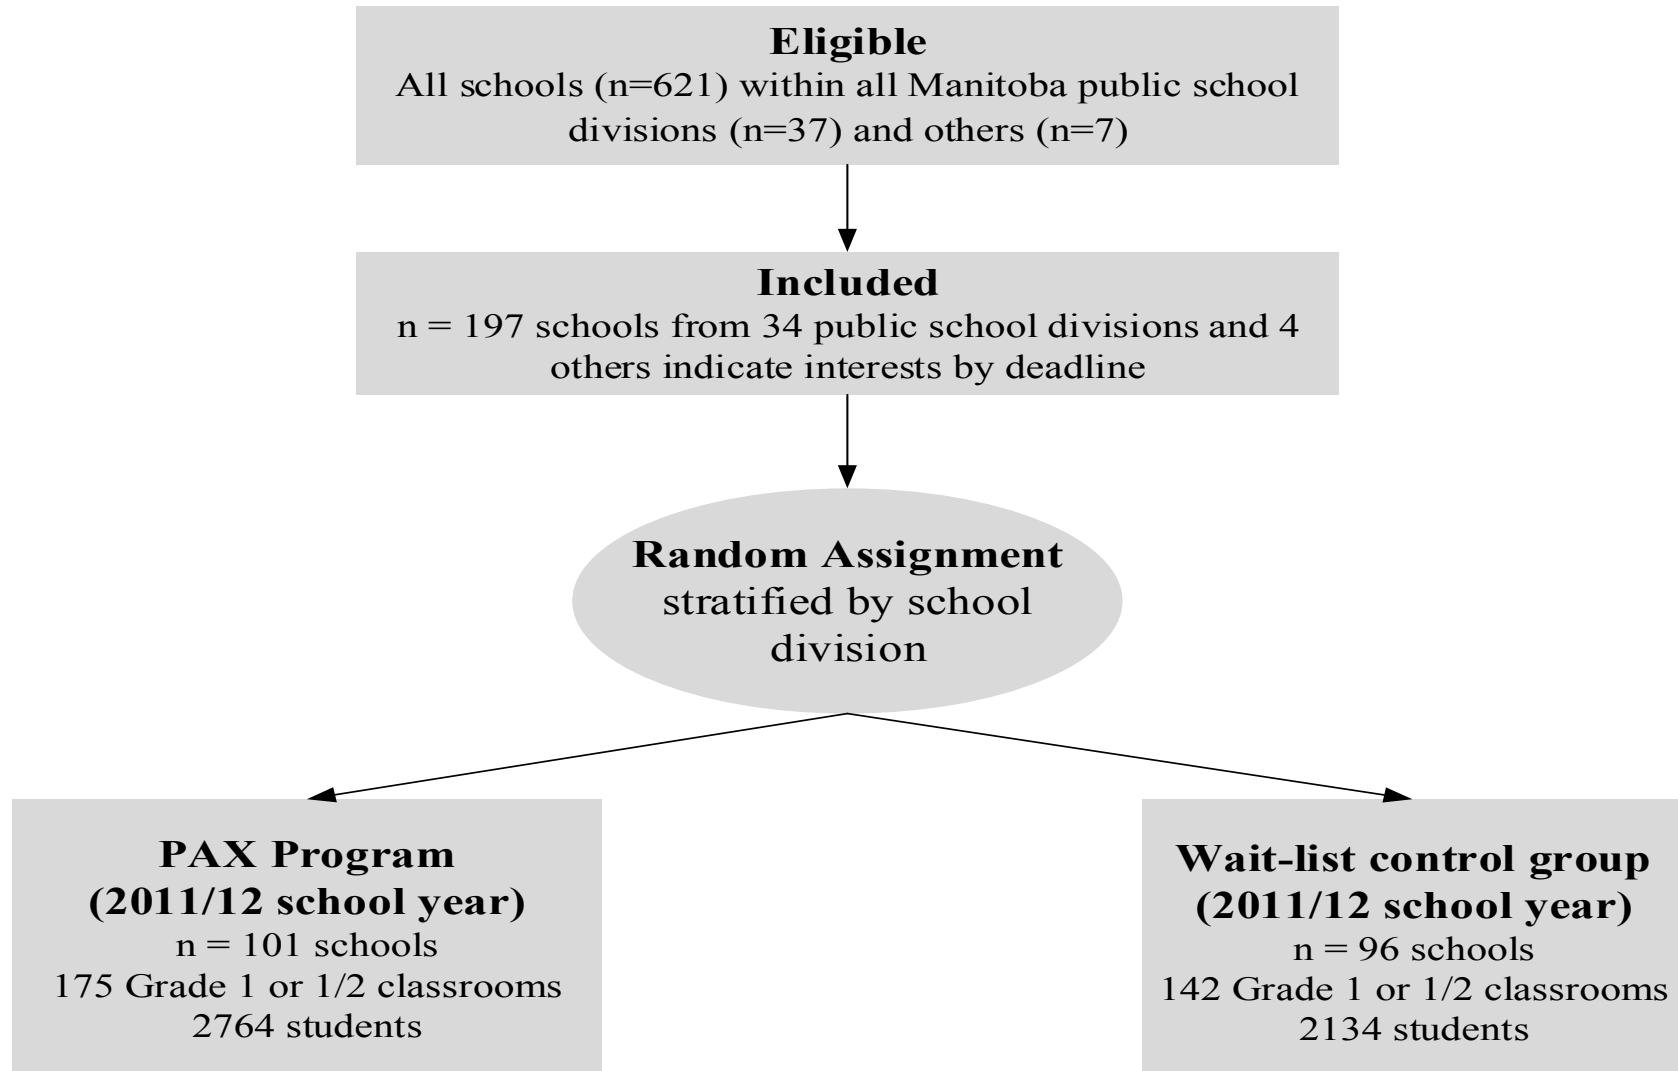 Eligible
All schools (n=621) within all Manitoba public school
divisions (n=37) and others (n=7)
Included
n = 197 schools from 34 public school divisions and 4
others indicate interests by deadline
Random Assignment
stratified by school
division
PAX Program
(2011/12 school year)
n = 101 schools
175 Grade 1 or 1/2 classrooms
2764 students
Wait-list control group
(2011/12 school year)
n = 96 schools
142 Grade 1 or 1/2 classrooms
2134 students